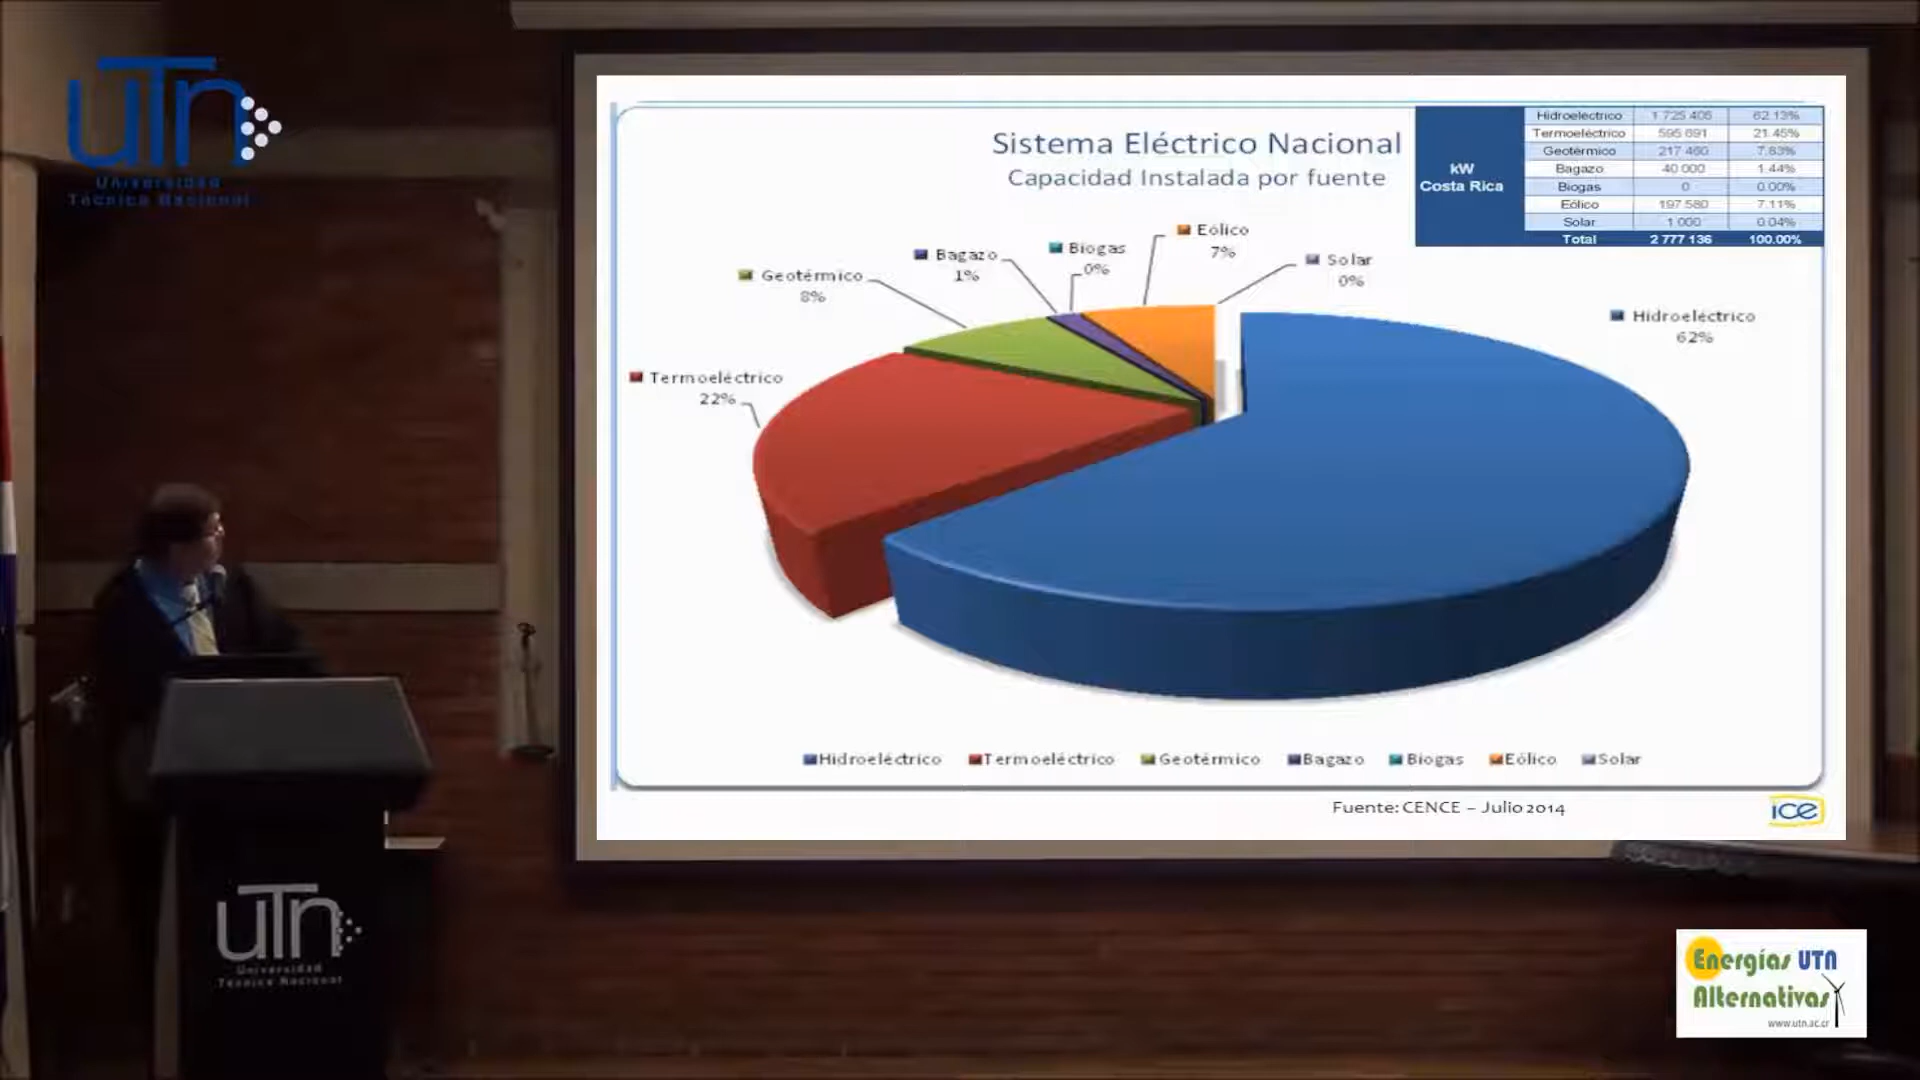 uTn
Universidad
Técnica Nacional
Sistema Eléctrico Nacional
Capacidad Instalada por fuente
kW
Costa Rica
Hidroeléctrico 1 725 405 62.13%
Termoeléctrico 595 691 21.45%
Geotérmico 217 460 7.83%
Bagazo 40 000 1.44%
Biogas 0 0.00%
Eólico 197 580 7.11%
Solar 1 000 0.04%
Total 2 777 136 100.00%
Eólico
7%
Biogas
0%
Bagazo
1%
Solar
0%
Geotérmico
8%
Hidroeléctrico
62%
Termoeléctrico
22%
Hidroeléctrico Termoeléctrico Geotérmico Bagazo Biogas Eólico Solar
Fuente: CENCE – Julio 2014
ice
uTn
Universidad
Técnica Nacional
Energías UTN
Alternativas
www.utn.ac.cr